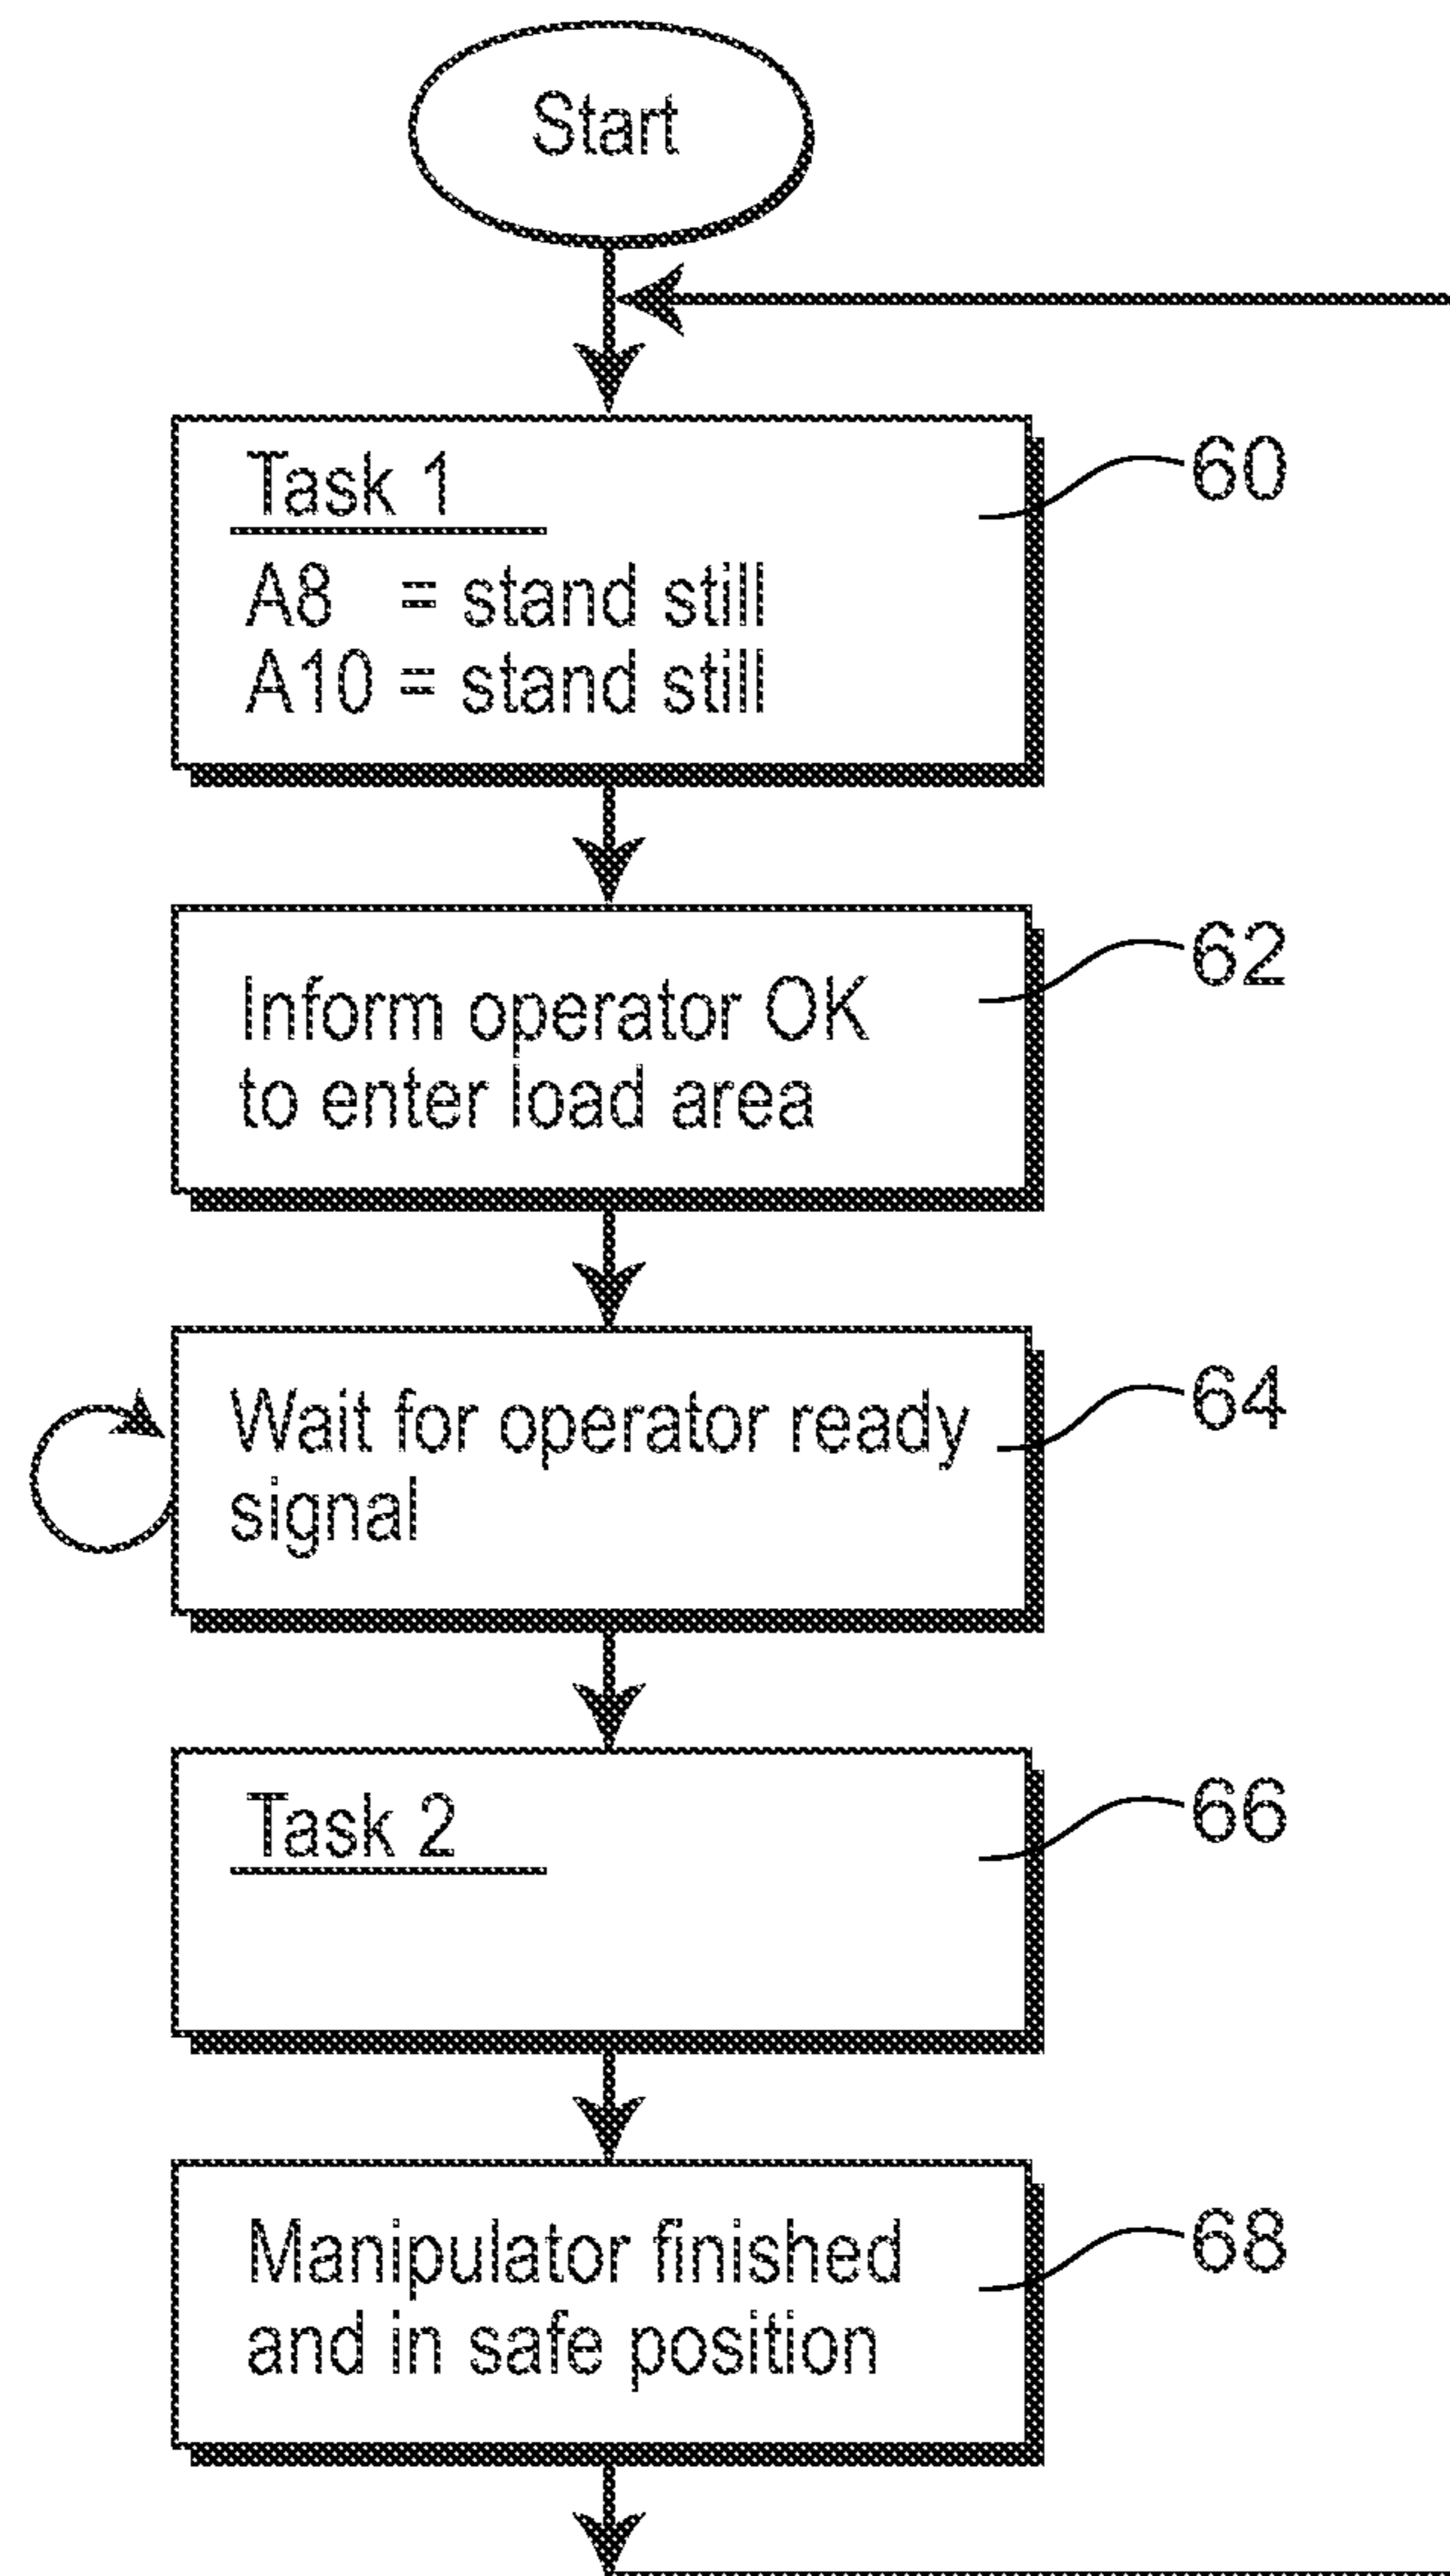 Start
Task 1
60
A8 = stand still
A10 = stand still
Inform operator OK
62
to enter load area
Wait for operator ready
64
signal
Task 2
66
Manipulator finished
68
and in safe position